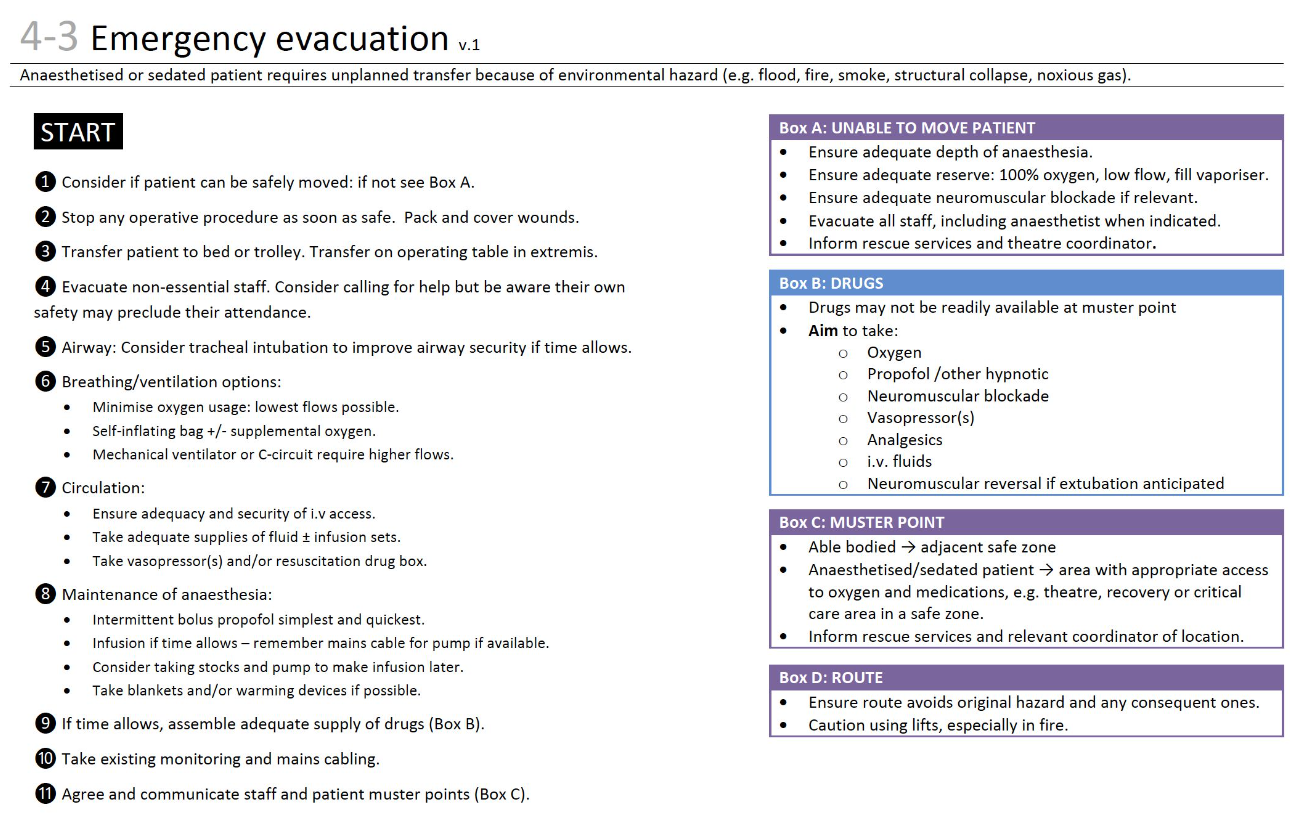 4-3 Emergency evacuation v.1
Anaesthetised or sedated patient requires unplanned transfer because of environmental hazard (e.g. flood, fire, smoke, structural collapse, noxious gas).
START
❶ Consider if patient can be safely moved: if not see Box A.
❷ Stop any operative procedure as soon as safe.  Pack and cover wounds.
❸ Transfer patient to bed or trolley. Transfer on operating table in extremis.
❹ Evacuate non-essential staff. Consider calling for help but be aware their own
safety may preclude their attendance.
❺ Airway: Consider tracheal intubation to improve airway security if time allows.
❻ Breathing/ventilation options:
• Minimise oxygen usage: lowest flows possible.
• Self-inflating bag +/- supplemental oxygen.
• Mechanical ventilator or C-circuit require higher flows.
❼ Circulation:
• Ensure adequacy and security of i.v access.
• Take adequate supplies of fluid ± infusion sets.
• Take vasopressor(s) and/or resuscitation drug box.
❽ Maintenance of anaesthesia:
• Intermittent bolus propofol simplest and quickest.
• Infusion if time allows – remember mains cable for pump if available.
• Consider taking stocks and pump to make infusion later.
• Take blankets and/or warming devices if possible.
❾ If time allows, assemble adequate supply of drugs (Box B).
❿ Take existing monitoring and mains cabling.
⓫ Agree and communicate staff and patient muster points (Box C).
Box A: UNABLE TO MOVE PATIENT
• Ensure adequate depth of anaesthesia.
• Ensure adequate reserve: 100% oxygen, low flow, fill vaporiser.
• Ensure adequate neuromuscular blockade if relevant.
• Evacuate all staff, including anaesthetist when indicated.
• Inform rescue services and theatre coordinator.
Box B: DRUGS
• Drugs may not be readily available at muster point
• Aim to take:
o Oxygen
o Propofol /other hypnotic
o Neuromuscular blockade
o Vasopressor(s)
o Analgesics
o i.v. fluids
o Neuromuscular reversal if extubation anticipated
Box C: MUSTER POINT
• Able bodied → adjacent safe zone
• Anaesthetised/sedated patient → area with appropriate access
to oxygen and medications, e.g. theatre, recovery or critical
care area in a safe zone.
• Inform rescue services and relevant coordinator of location.
Box D: ROUTE
• Ensure route avoids original hazard and any consequent ones.
• Caution using lifts, especially in fire.